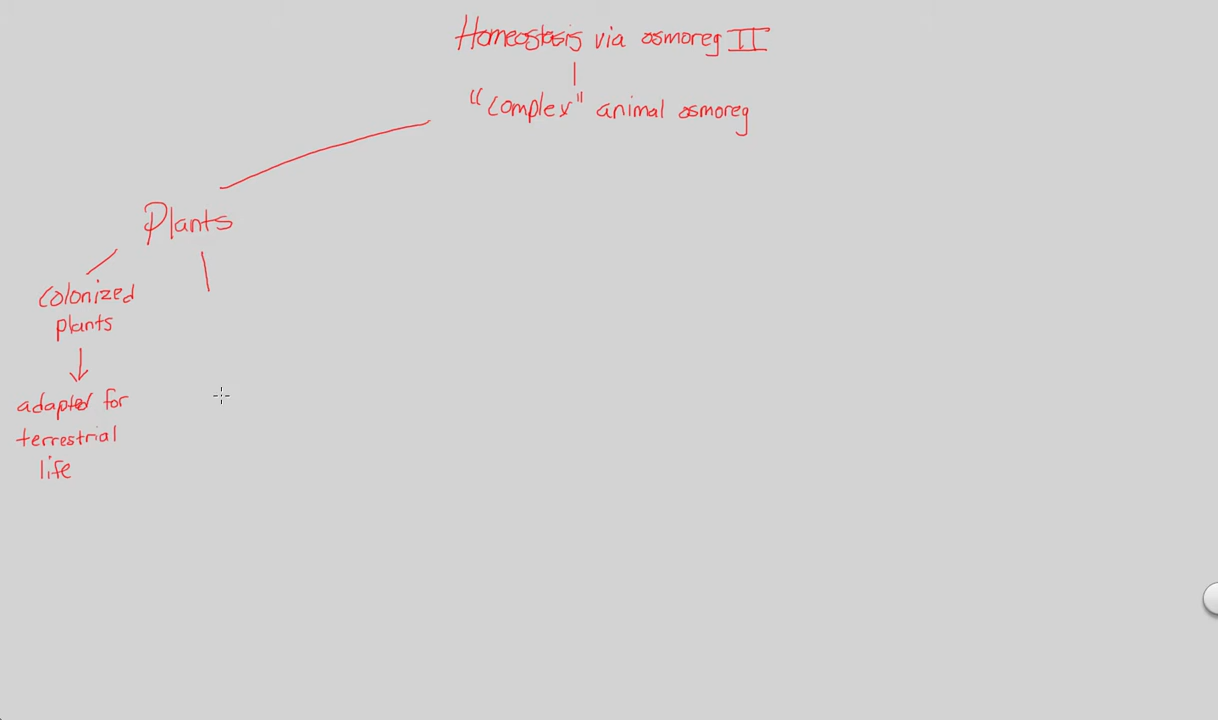 Homeostasis via osmoreg II
"Complex" animal osmoreg
Plants
Colonized
plants
adapted for
terrestrial
life